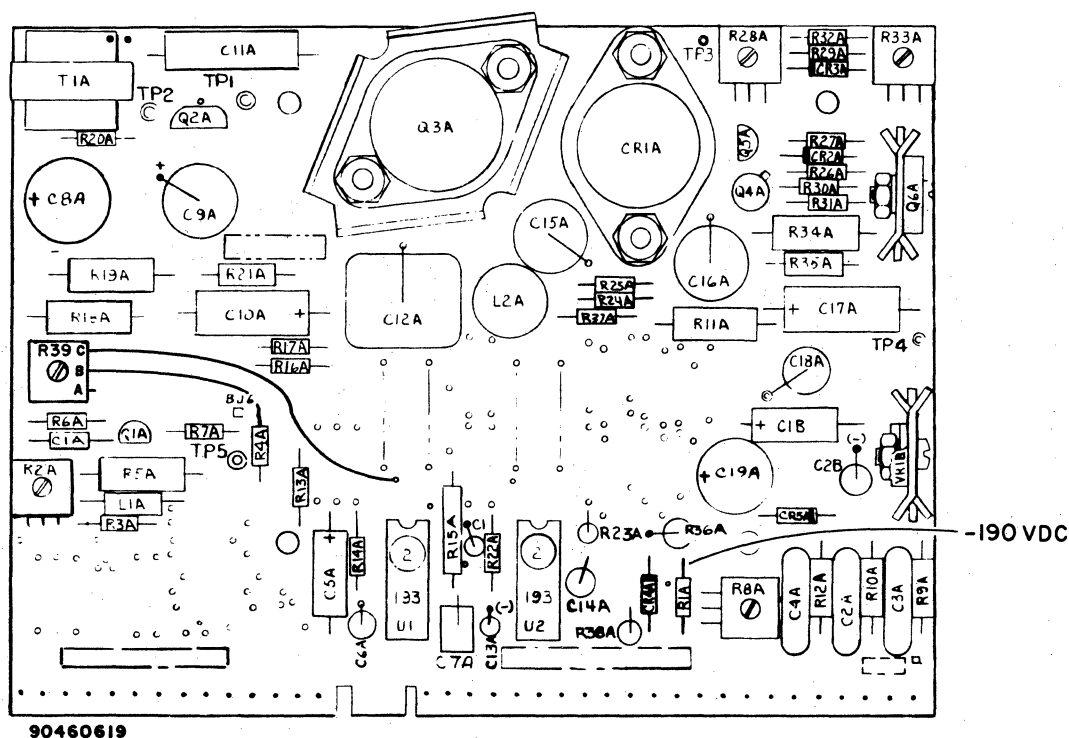 C11A
R28A
R32A
R33A
TP3
R29A
CR3A
T1A
TP1
TP2
Q2A
Q3A
R20A
CR1A
Q5A
R27A
CR2A
R26A
Q4A
R30A
R31A
Q6A
+ C8A
+
C9A
C15A
R34A
R35A
R19A
R21A
R25A
C16A
L2A
R24A
C10A +
C12A
R37A
R11A
+ C17A
R17A
R16A
TP4
R39 C
B
A
C18A
BJ6
R6A
C1A
Q1A
R7A
R4A
TP5
+ C1B
(-)
C2B
VR1B
R2A
R5A
L1A
R3A
R13A
+ C19A
CR5A
-190 VDC
+
C5A
R14A
2
193
U1
R15A
C1
R22A
2
193
U2
R23A
R36A
C14A
CR4A
R1A
R8A
C4A
R12A
C2A
R10A
C3A
R9A
(-)
R38A
C6A
C7A
C13A
90460619